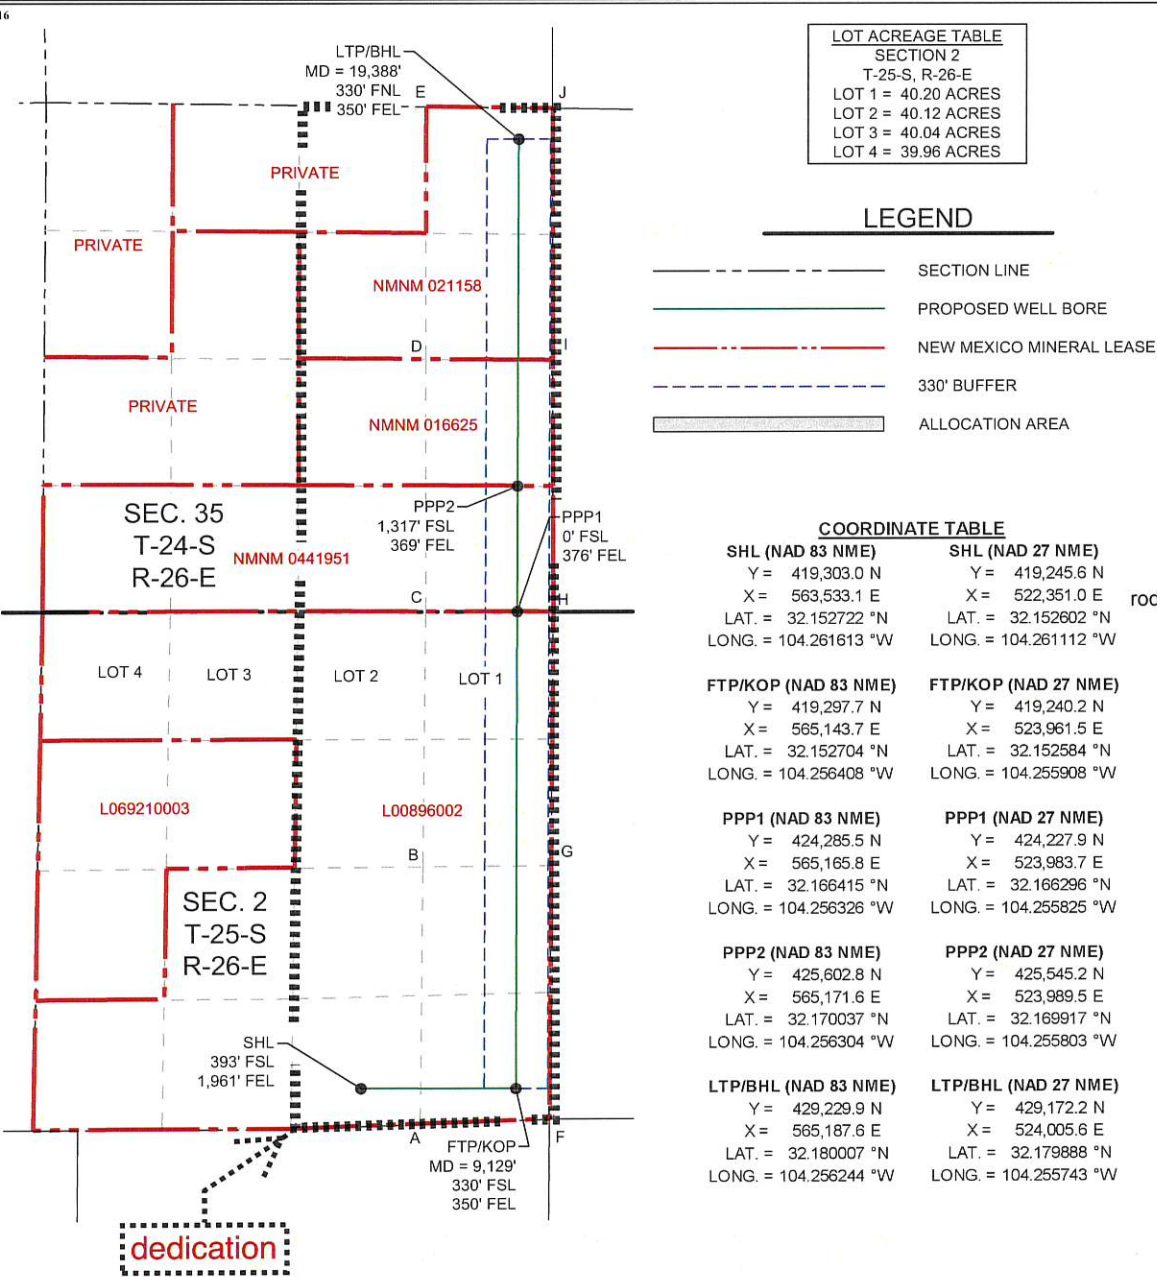 16
LTP/BHL
MD = 19,388'
330' FNL
350' FEL
E
J
PRIVATE
PRIVATE
NMNM 021158
D
I
PRIVATE
NMNM 016625
SEC. 35
T-24-S
R-26-E
PPP2
1,317' FSL
369' FEL
PPP1
0' FSL
376' FEL
NMNM 0441951
C
H
LOT 4
LOT 3
LOT 2
LOT 1
L069210003
L00896002
B
G
SEC. 2
T-25-S
R-26-E
SHL
393' FSL
1,961' FEL
A
F
FTP/KOP
MD = 9,129'
330' FSL
350' FEL
dedication
LOT ACREAGE TABLE
SECTION 2
T-25-S, R-26-E
LOT 1 = 40.20 ACRES
LOT 2 = 40.12 ACRES
LOT 3 = 40.04 ACRES
LOT 4 = 39.96 ACRES
LEGEND
SECTION LINE
PROPOSED WELL BORE
NEW MEXICO MINERAL LEASE
330' BUFFER
ALLOCATION AREA
COORDINATE TABLE
SHL (NAD 83 NME) SHL (NAD 27 NME)
Y = 419,303.0 N Y = 419,245.6 N
X = 563,533.1 E X = 522,351.0 E
LAT. = 32.152722 °N LAT. = 32.152602 °N
LONG. = 104.261613 °W LONG. = 104.261112 °W
rod
FTP/KOP (NAD 83 NME) FTP/KOP (NAD 27 NME)
Y = 419,297.7 N Y = 419,240.2 N
X = 565,143.7 E X = 523,961.5 E
LAT. = 32.152704 °N LAT. = 32.152584 °N
LONG. = 104.256408 °W LONG. = 104.255908 °W
PPP1 (NAD 83 NME) PPP1 (NAD 27 NME)
Y = 424,285.5 N Y = 424,227.9 N
X = 565,165.8 E X = 523,983.7 E
LAT. = 32.166415 °N LAT. = 32.166296 °N
LONG. = 104.256326 °W LONG. = 104.255825 °W
PPP2 (NAD 83 NME) PPP2 (NAD 27 NME)
Y = 425,602.8 N Y = 425,545.2 N
X = 565,171.6 E X = 523,989.5 E
LAT. = 32.170037 °N LAT. = 32.169917 °N
LONG. = 104.256304 °W LONG. = 104.255803 °W
LTP/BHL (NAD 83 NME) LTP/BHL (NAD 27 NME)
Y = 429,229.9 N Y = 429,172.2 N
X = 565,187.6 E X = 524,005.6 E
LAT. = 32.180007 °N LAT. = 32.179888 °N
LONG. = 104.256244 °W LONG. = 104.255743 °W